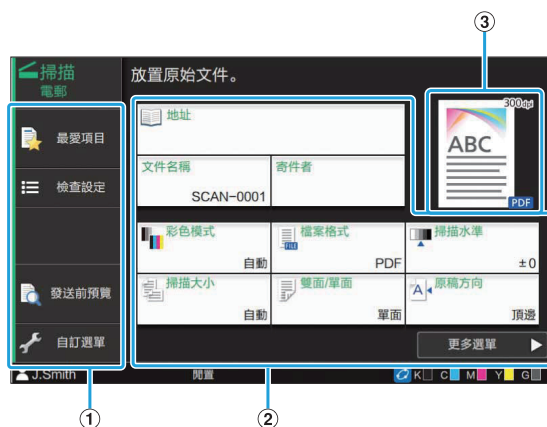 ③
掃描
電郵
放置原始文件。
最愛項目
檢查設定
發送前預覽
自訂選單
地址
文件名稱
SCAN-0001
寄件者
300dpi
ABC
PDF
彩色模式
自動
檔案格式
PDF
掃描水準
±0
掃描大小
自動
雙面/單面
單面
原稿方向
頂邊
更多選單
J.Smith
閒置
K C M Y G
① ②